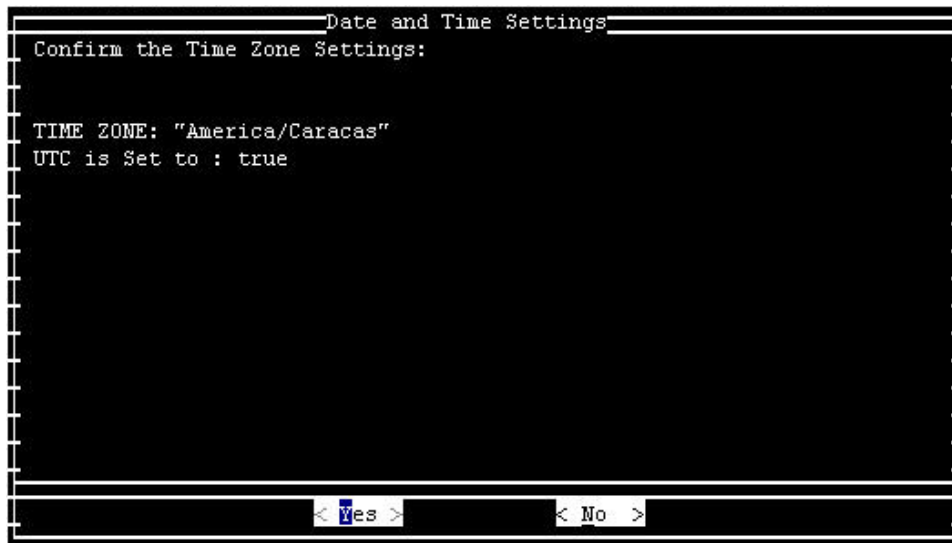 Date and Time Settings
Confirm the Time Zone Settings:
TIME ZONE: "America/Caracas"
UTC is Set to : true
< Yes > < No >